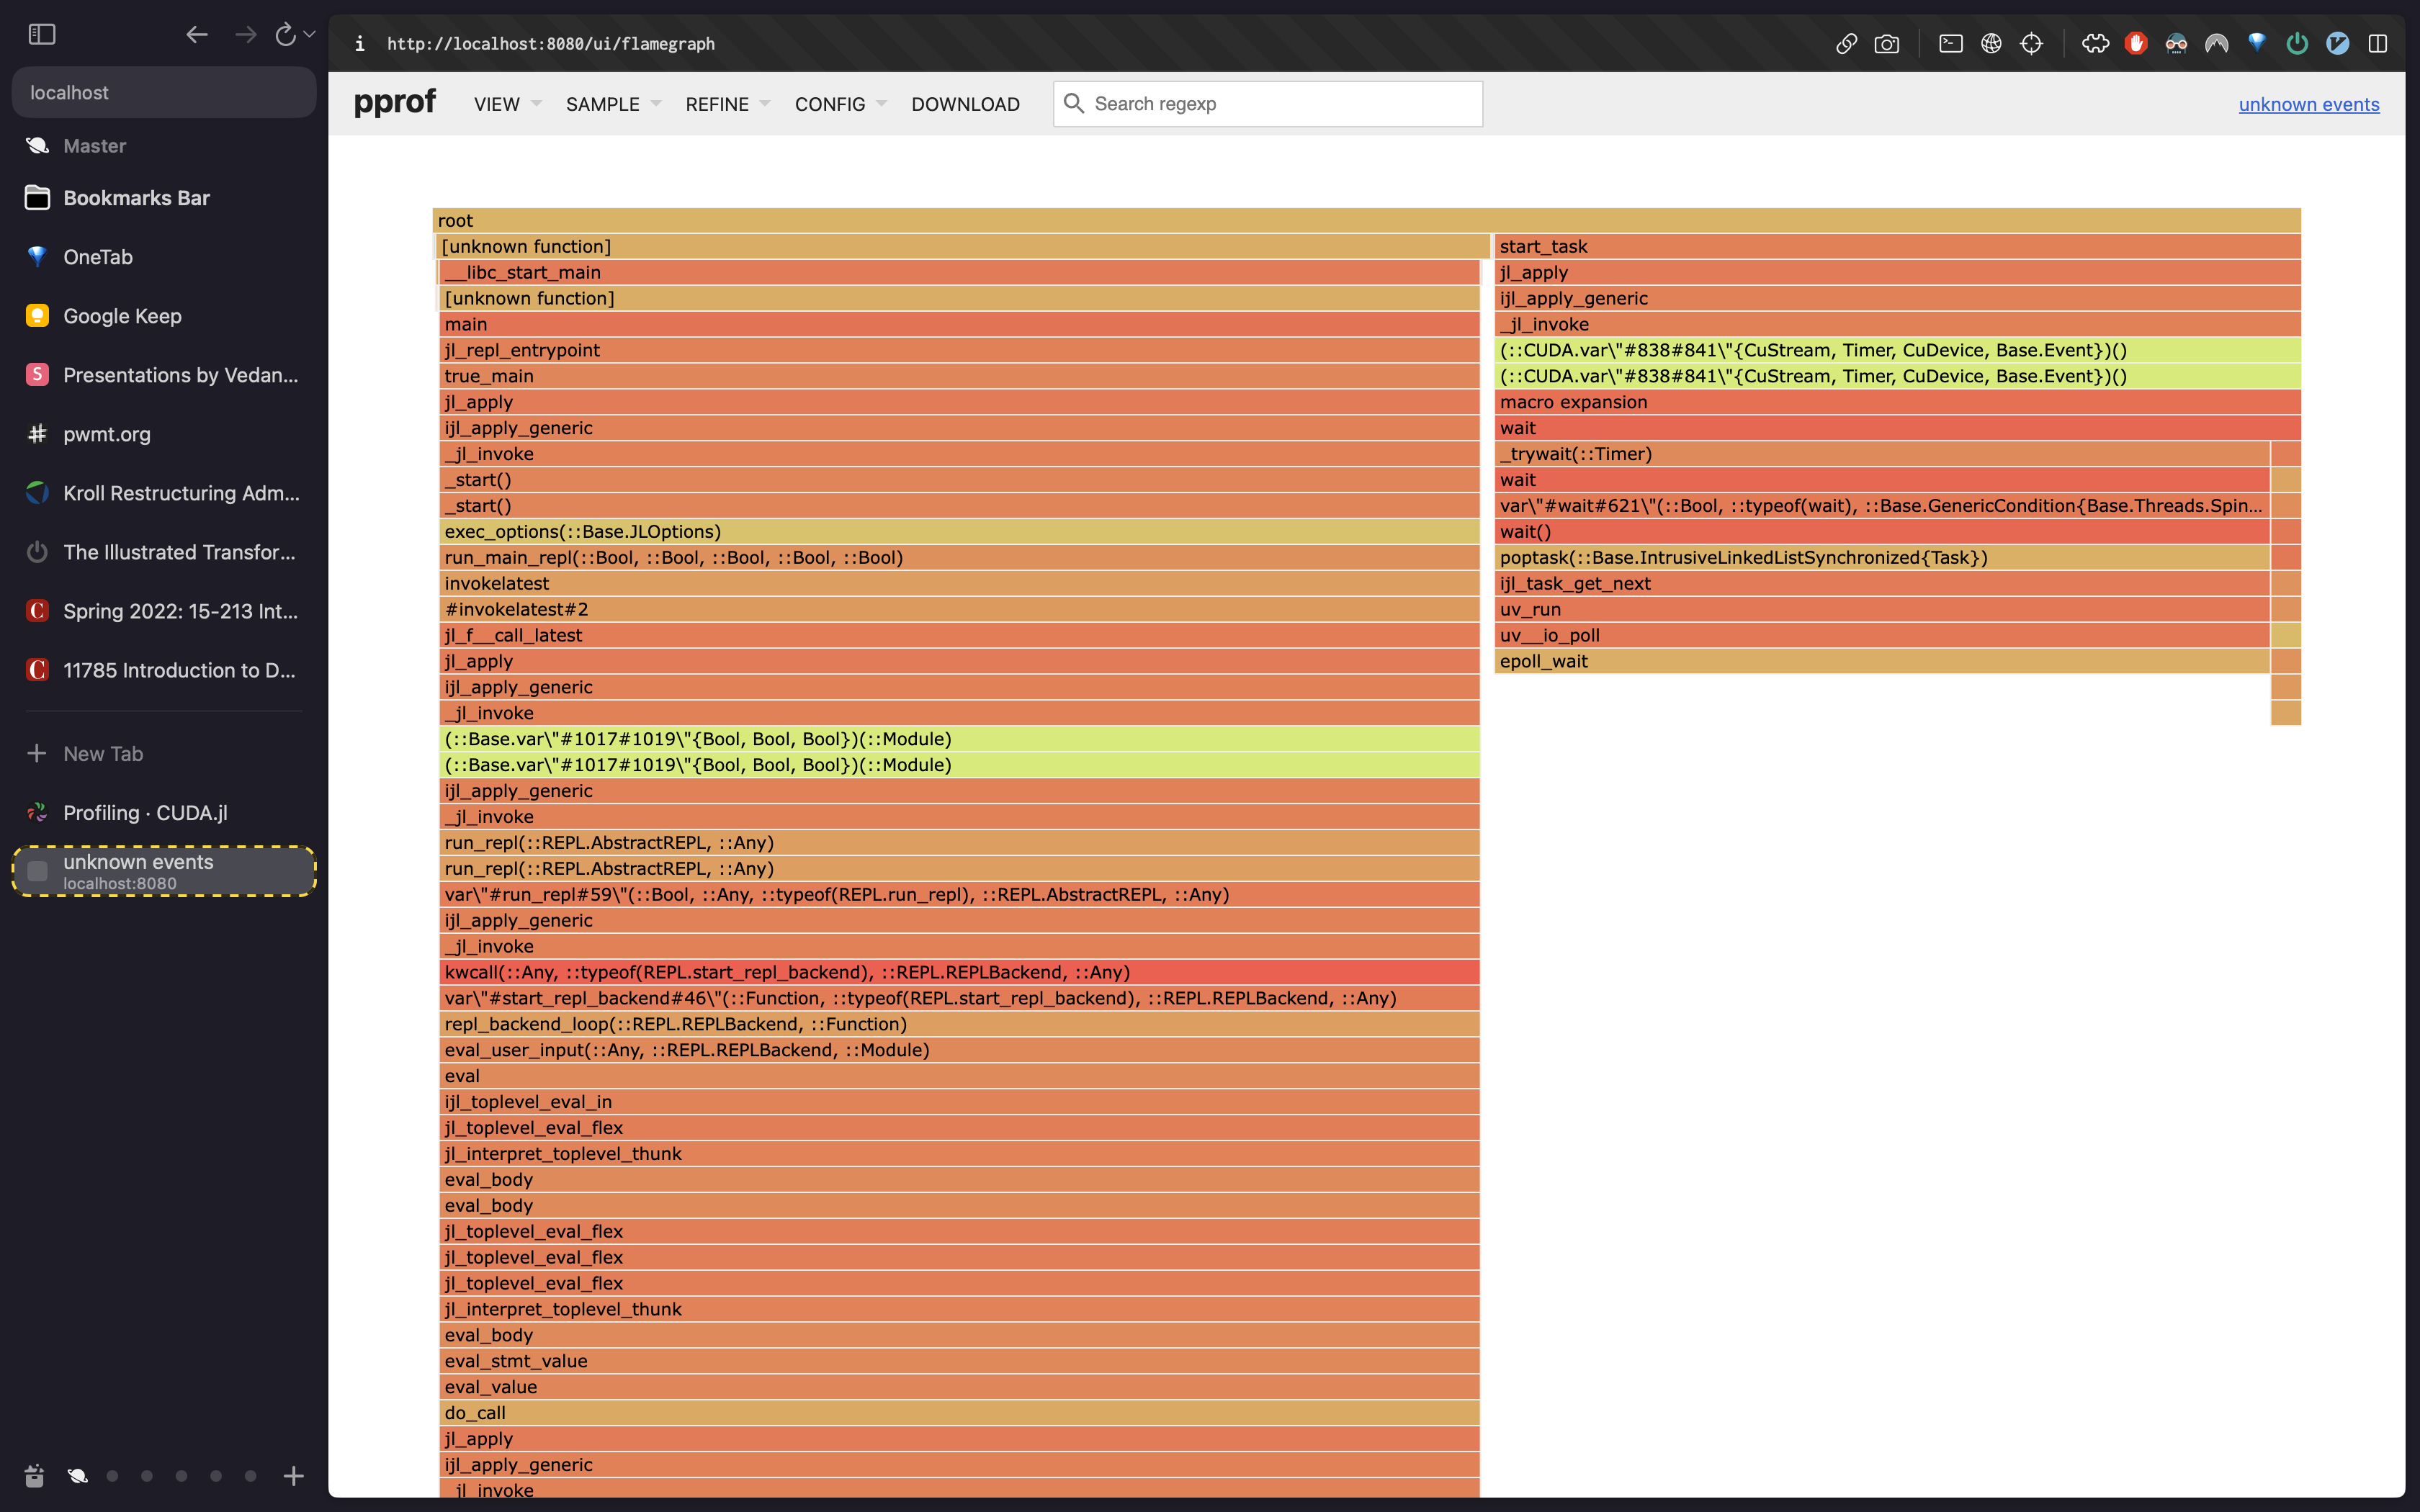 http://localhost:8080/ui/flamegraph
localhost
Master
Bookmarks Bar
OneTab
Google Keep
S
Presentations by Vedan...
pwmt.org
Kroll Restructuring Adm...
The Illustrated Transfor...
C
Spring 2022: 15-213 Int...
C
11785 Introduction to D...
New Tab
Profiling · CUDA.jl
unknown events
localhost:8080
pprof
VIEW
SAMPLE
REFINE
CONFIG
DOWNLOAD
Search regexp
unknown events
root
[unknown function]
__libc_start_main
[unknown function]
main
jl_repl_entrypoint
true_main
jl_apply
ijl_apply_generic
_jl_invoke
_start()
_start()
exec_options(::Base.JLOptions)
run_main_repl(::Bool, ::Bool, ::Bool, ::Bool, ::Bool)
invokelatest
#invokelatest#2
jl_f__call_latest
jl_apply
ijl_apply_generic
_jl_invoke
(::Base.var\"#1017#1019\"{Bool, Bool, Bool})(::Module)
(::Base.var\"#1017#1019\"{Bool, Bool, Bool})(::Module)
ijl_apply_generic
_jl_invoke
run_repl(::REPL.AbstractREPL, ::Any)
run_repl(::REPL.AbstractREPL, ::Any)
var\"#run_repl#59\"(::Bool, ::Any, ::typeof(REPL.run_repl), ::REPL.AbstractREPL, ::Any)
ijl_apply_generic
_jl_invoke
kwcall(::Any, ::typeof(REPL.start_repl_backend), ::REPL.REPLBackend, ::Any)
var\"#start_repl_backend#46\"(::Function, ::typeof(REPL.start_repl_backend), ::REPL.REPLBackend, ::Any)
repl_backend_loop(::REPL.REPLBackend, ::Function)
eval_user_input(::Any, ::REPL.REPLBackend, ::Module)
eval
ijl_toplevel_eval_in
jl_toplevel_eval_flex
jl_interpret_toplevel_thunk
eval_body
eval_body
jl_toplevel_eval_flex
jl_toplevel_eval_flex
jl_toplevel_eval_flex
jl_interpret_toplevel_thunk
eval_body
eval_stmt_value
eval_value
do_call
jl_apply
ijl_apply_generic
_jl_invoke
start_task
jl_apply
ijl_apply_generic
_jl_invoke
(::CUDA.var\"#838#841\"{CuStream, Timer, CuDevice, Base.Event})()
(::CUDA.var\"#838#841\"{CuStream, Timer, CuDevice, Base.Event})()
macro expansion
wait
_trywait(::Timer)
wait
var\"#wait#621\"(::Bool, ::typeof(wait), ::Base.GenericCondition{Base.Threads.Spin...
wait()
poptask(::Base.IntrusiveLinkedListSynchronized{Task})
ijl_task_get_next
uv_run
uv__io_poll
epoll_wait